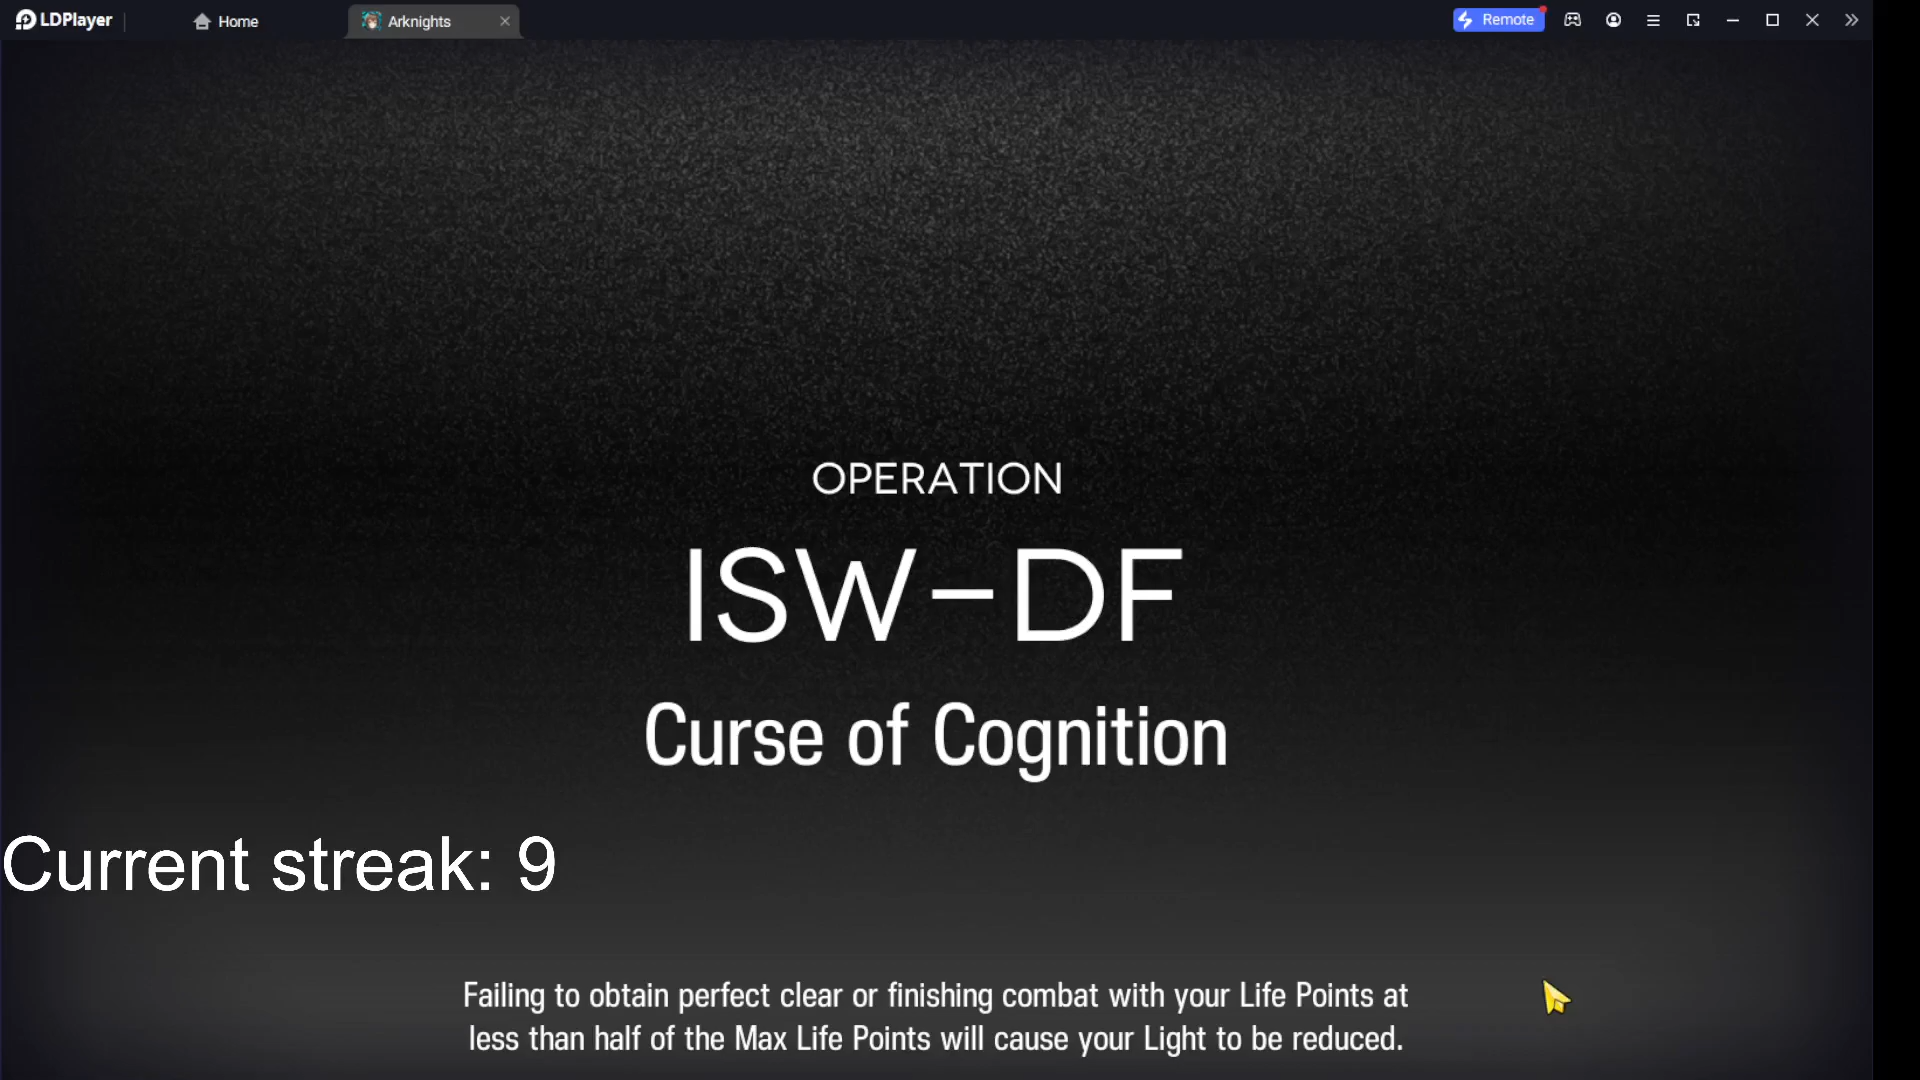 LDPlayer
Home
Arknights
Remote
OPERATION
ISW-DF
Curse of Cognition
Current streak: 9
Failing to obtain perfect clear or finishing combat with your Life Points at
less than half of the Max Life Points will cause your Light to be reduced.